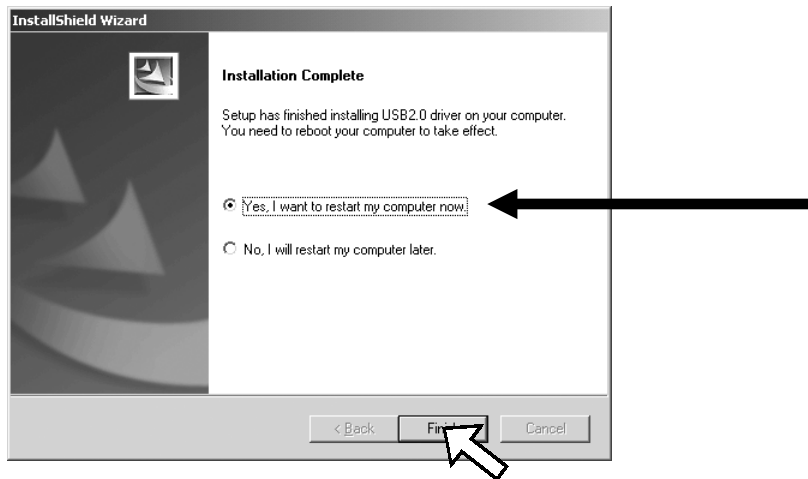 InstallShield Wizard
Installation Complete
Setup has finished installing USB2.0 driver on your computer.
You need to reboot your computer to take effect.
Yes, I want to restart my computer now.
No, I will restart my computer later.
< Back Cancel